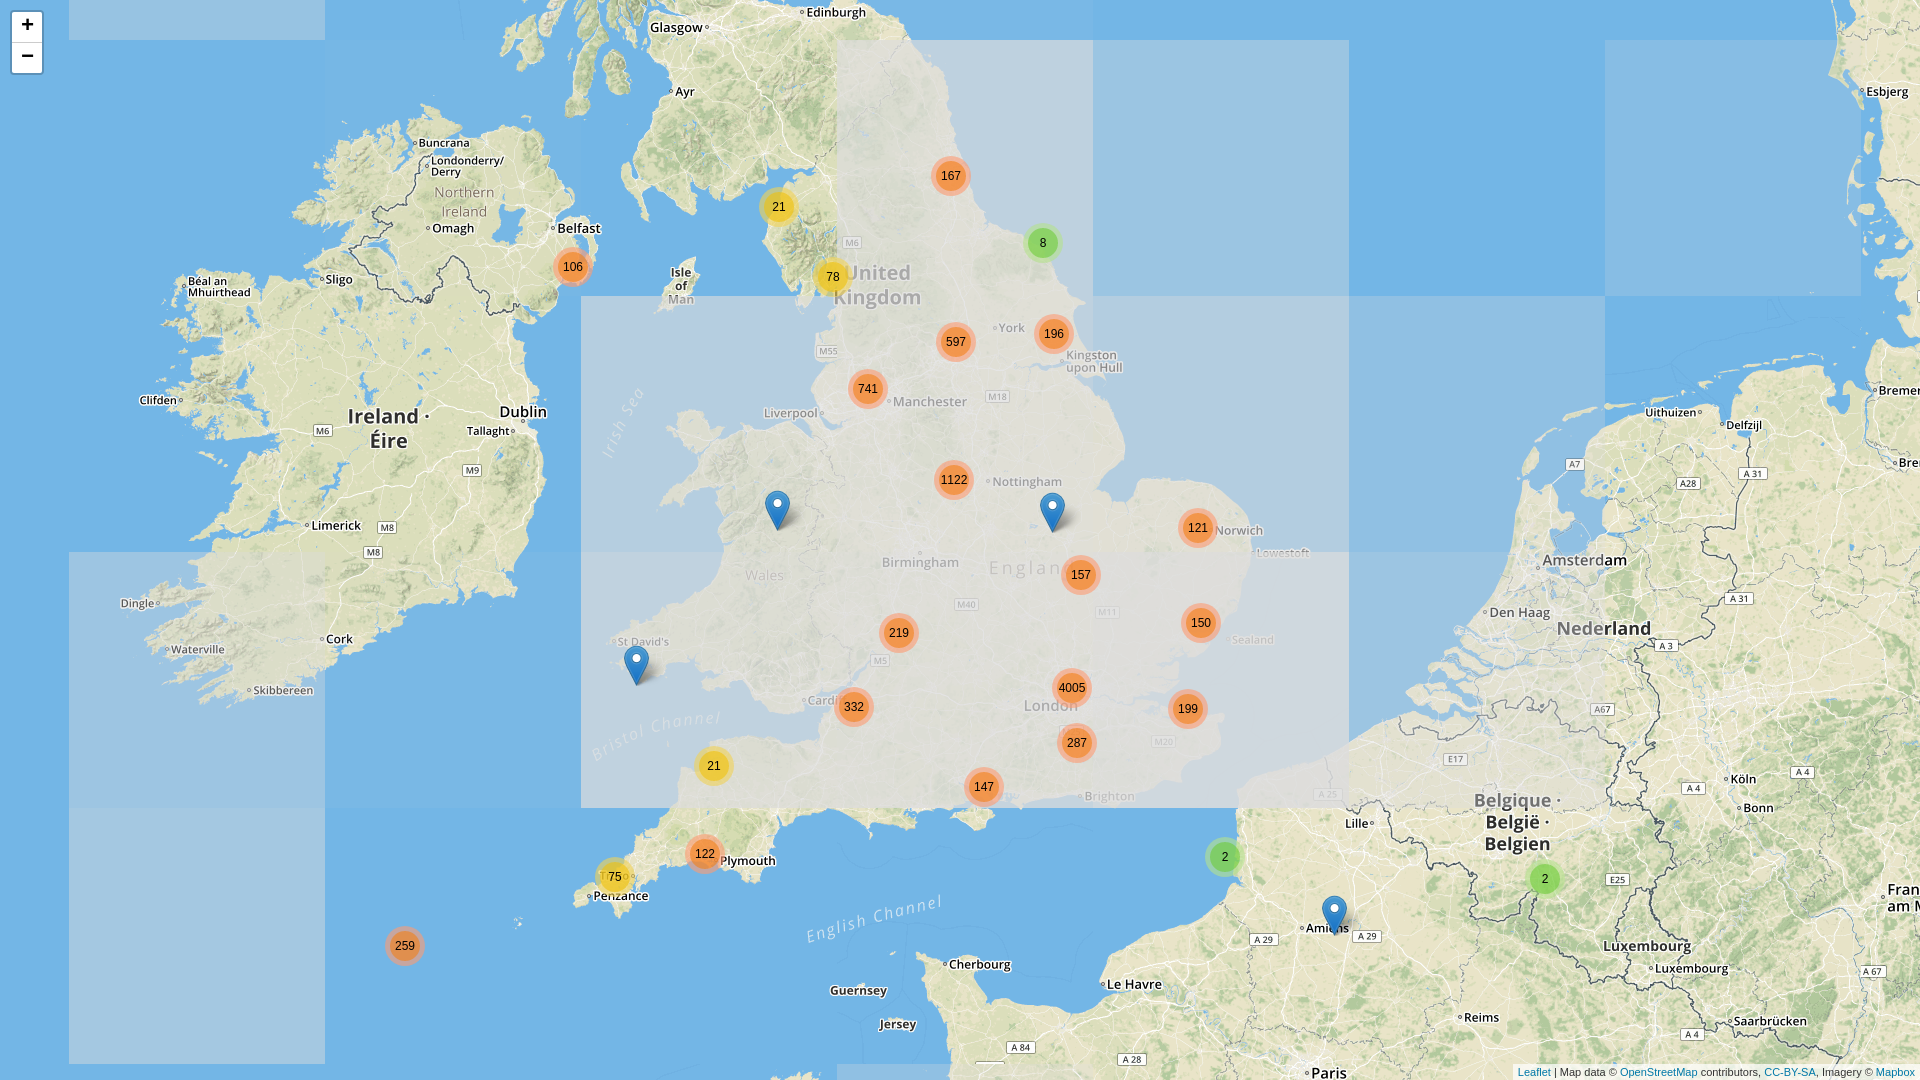 +
−
Edinburgh
Glasgow
Ayr
Esbjerg
Buncrana
Londonderry/
Derry
Northern
Ireland
Omagh
Belfast
167
21
8
M6
106
78
United
Kingdom
Isle
of
Man
Sligo
Béal an
Mhuirthead
York
196
597
M55
Kingston
upon Hull
741
Manchester
M18
Liverpool
Irish Sea
Clifden
Dublin
Ireland ·
Éire
Tallaght
M6
M9
Uithuizen
Delfzijl
Bremer
Bre
A7
A 31
A28
1122
Nottingham
121
Norwich
Lowestoft
Limerick
M8
M8
Birmingham
Wales
Englan
157
M40
M11
Amsterdam
A 31
Den Haag
Nederland
A 3
Dingle
Cork
Waterville
Skibbereen
St David's
219
M5
150
Sealand
4005
London
199
332
Cardi
Bristol Channel
287
M20
A67
E17
21
147
Brighton
A 25
Köln
A 4
A 4
Bonn
Belgique ·
België ·
Belgien
Lille
122
Plymouth
75
Penzance
2
2
E25
Fran
am M
259
English Channel
Amiens
A 29
A 29
Luxembourg
Luxembourg
A 67
Cherbourg
Le Havre
Guernsey
Jersey
Reims
Saarbrücken
A 4
A 84
A 28
Paris
Leaflet | Map data © OpenStreetMap contributors, CC-BY-SA, Imagery © Mapbox